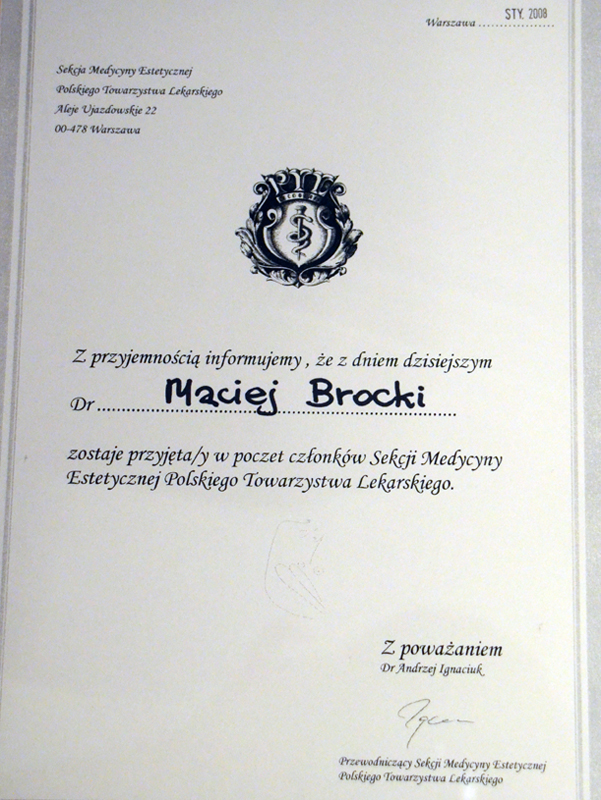 Warszawa .................
STY. 2008
Sekcja Medycyny Estetycznej
Polskiego Towarzystwa Lekarskiego
Aleje Ujazdowskie 22
00-478 Warszawa
PTL
Z przyjemnością informujemy , że z dniem dzisiejszym
Dr Maciej Brocki
zostaje przyjęta/y w poczet członków Sekcji Medycyny
Estetycznej Polskiego Towarzystwa Lekarskiego.
Z poważaniem
Dr Andrzej Ignaciuk
Przewodniczący Sekcji Medycyny Estetycznej
Polskiego Towarzystwa Lekarskiego